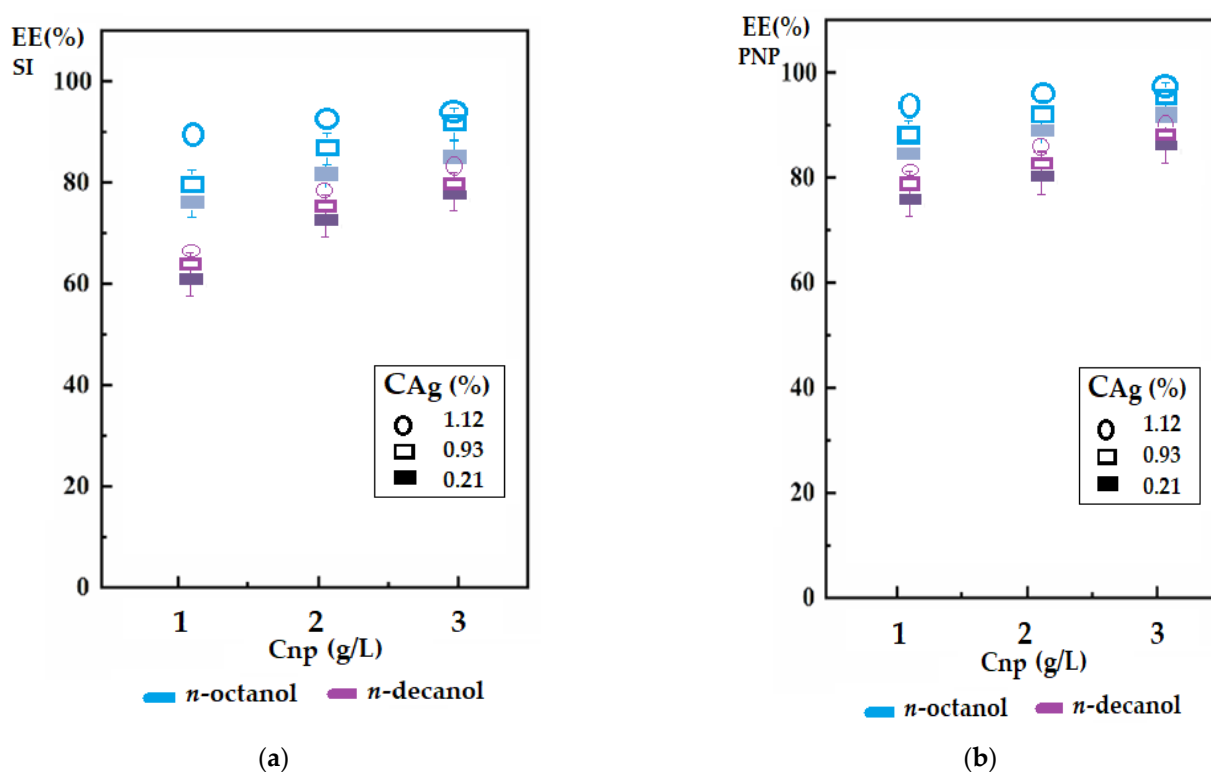 EE(%)
SI
100
80
60
40
20
0
1 2 3
Cnp (g/L)
CAg (%)
1.12
0.93
0.21
n-octanol n-decanol
(a)
EE(%)
PNP
100
80
60
40
20
0
1 2 3
Cnp (g/L)
CAg (%)
1.12
0.93
0.21
n-octanol n-decanol
(b)